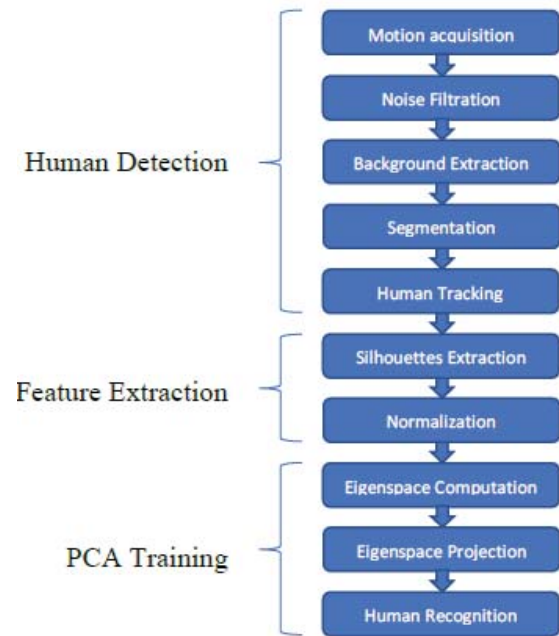 Motion acquisition
Noise Filtration
Human Detection
Background Extraction
Segmentation
Human Tracking
Silhouettes Extraction
Feature Extraction
Normalization
Eigenspace Computation
PCA Training
Eigenspace Projection
Human Recognition